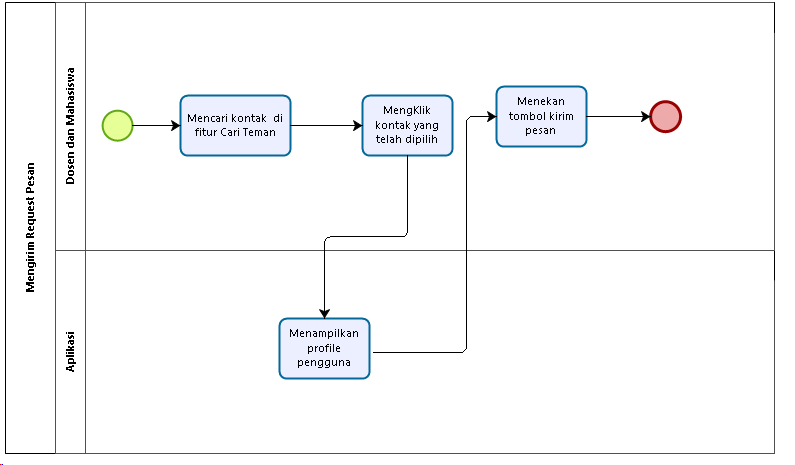 Mengirim Request Pesan
Dosen dan Mahasiswa
Mencari kontak di
fitur Cari Teman
MengKlik
kontak yang
telah dipilih
Menekan
tombol kirim
pesan
Aplikasi
Menampilkan
profile
pengguna